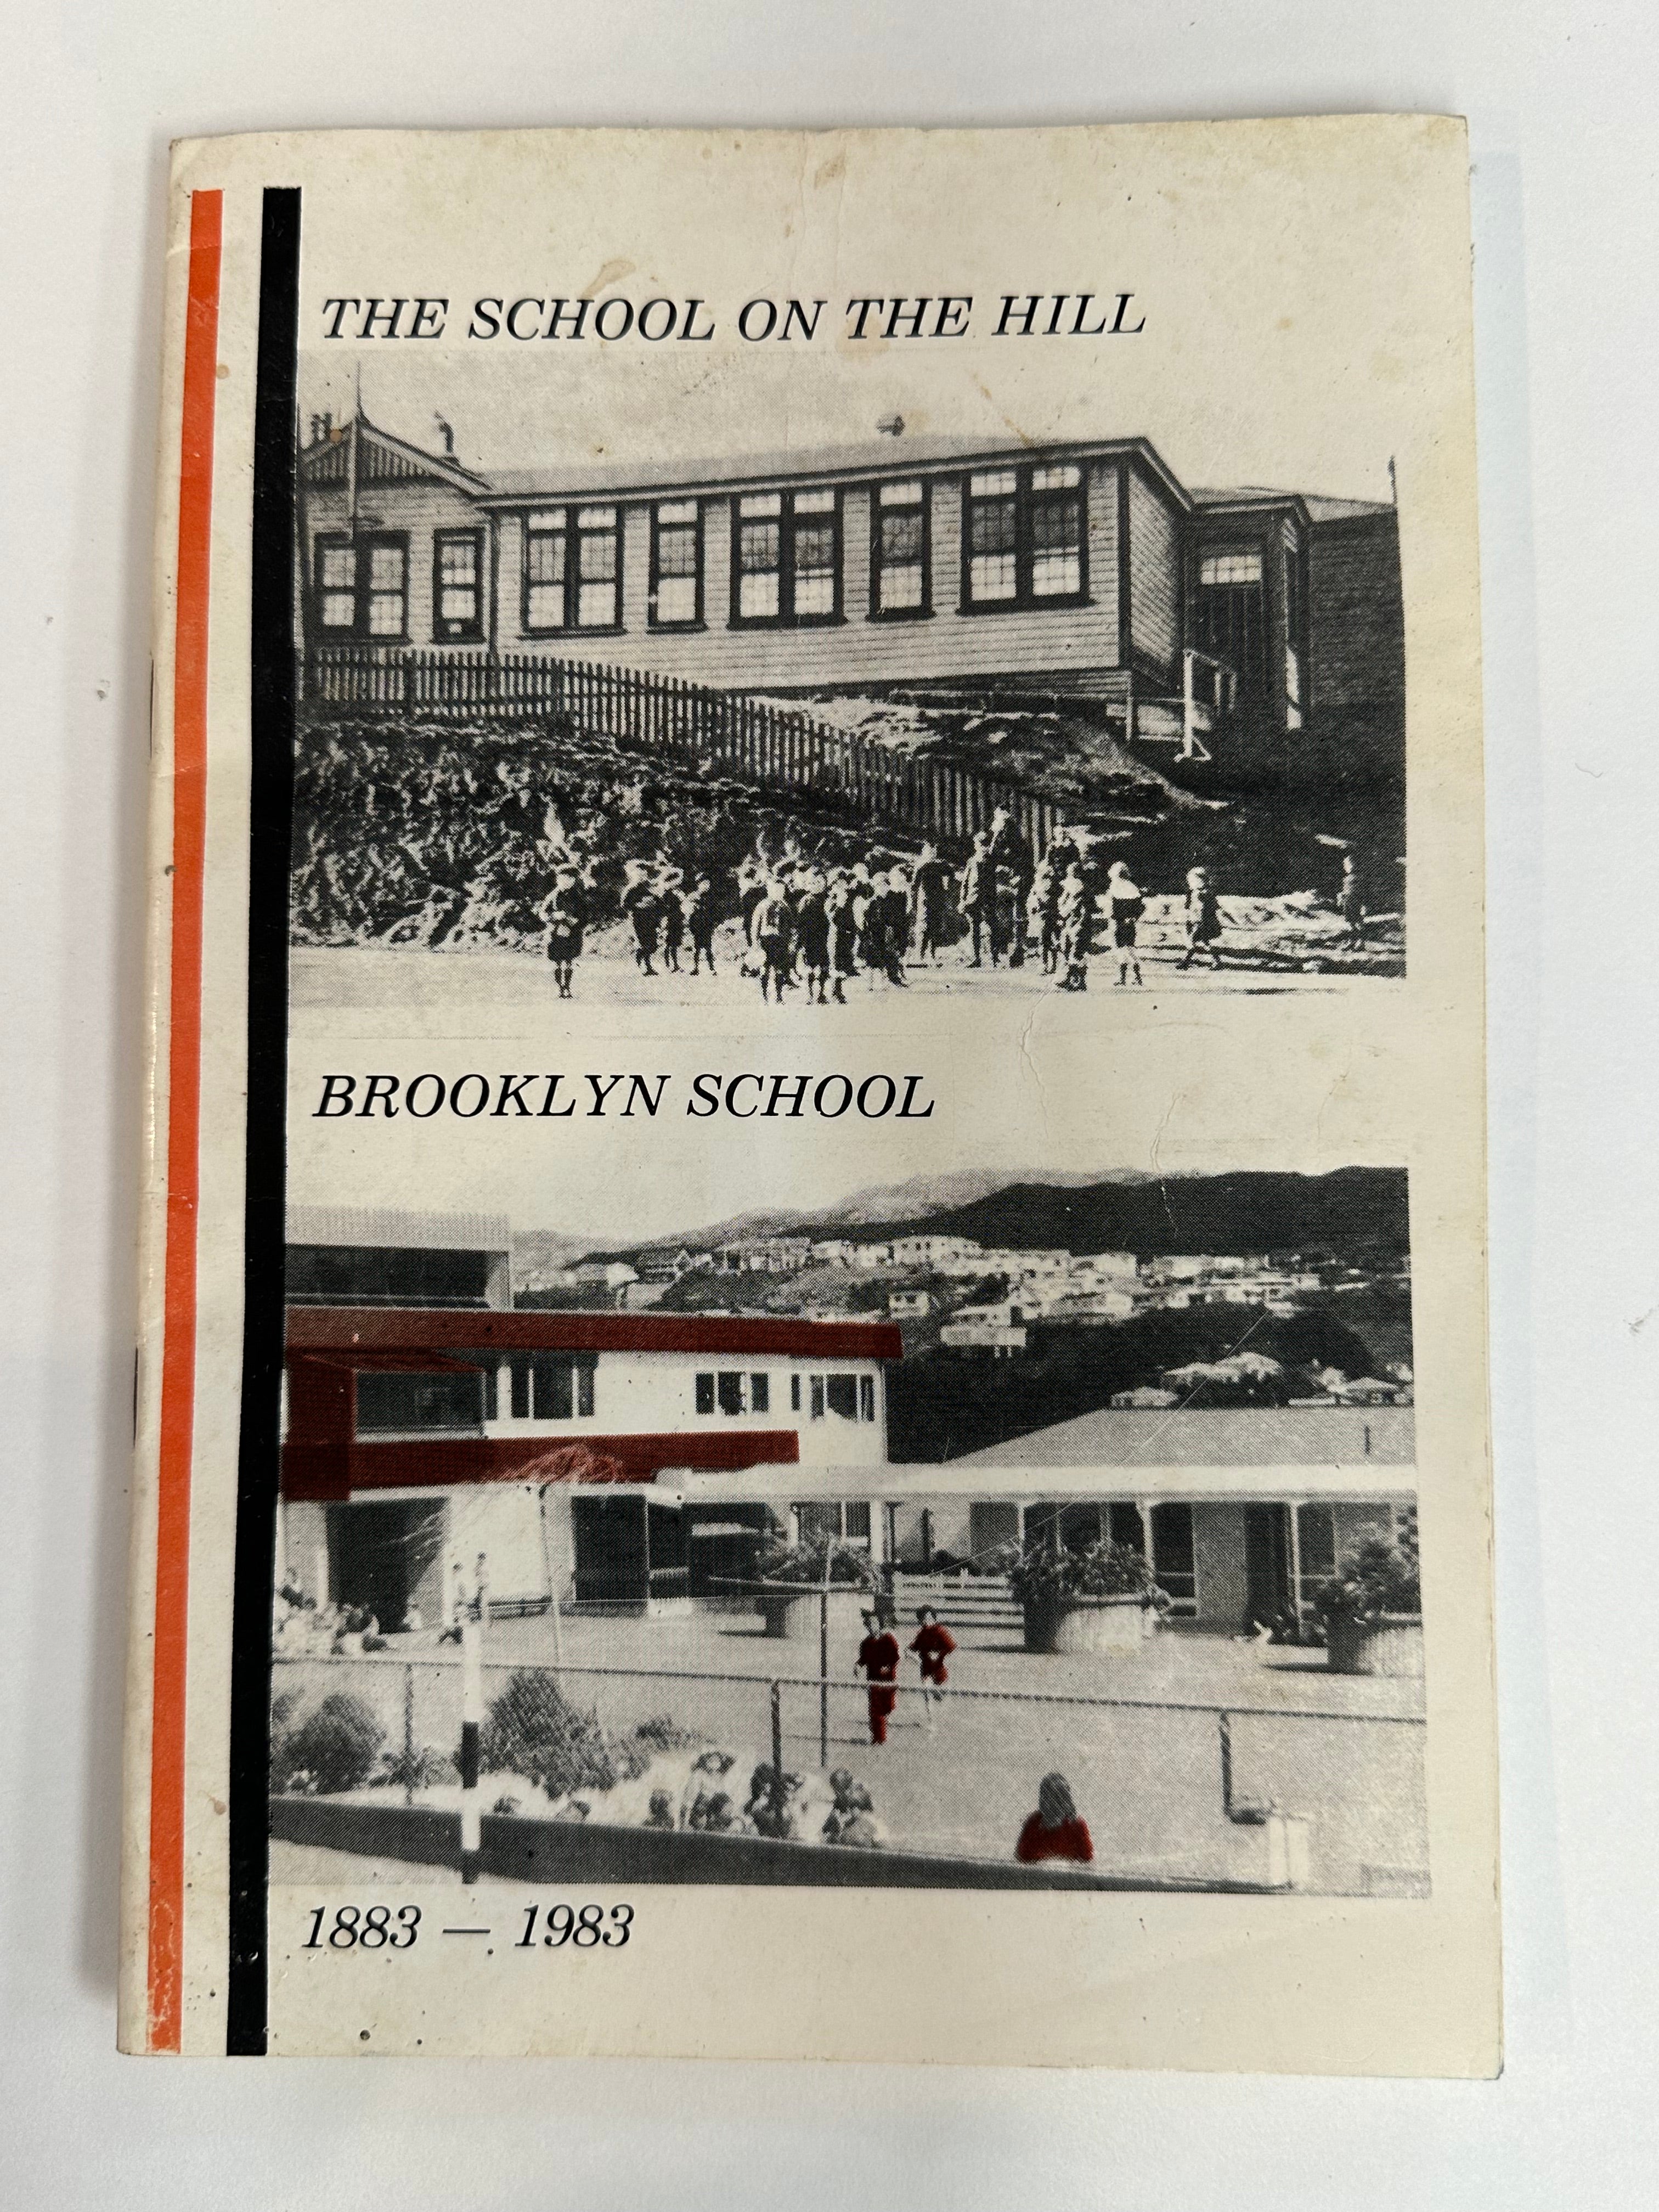 THE SCHOOL ON THE HILL
BROOKLYN SCHOOL
1883 — 1983